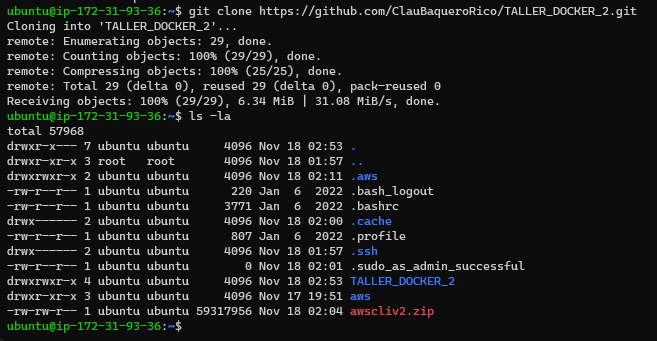 ubuntu@ip-172-31-93-36:~$ git clone https://github.com/ClauBaqueroRico/TALLER_DOCKER_2.git
Cloning into 'TALLER_DOCKER_2'...
remote: Enumerating objects: 29, done.
remote: Counting objects: 100% (29/29), done.
remote: Compressing objects: 100% (25/25), done.
remote: Total 29 (delta 0), reused 29 (delta 0), pack-reused 0
Receiving objects: 100% (29/29), 6.34 MiB | 31.08 MiB/s, done.
ubuntu@ip-172-31-93-36:~$ ls -la
total 57968
drwxr-x--- 7 ubuntu ubuntu     4096 Nov 18 02:53 .
drwxr-xr-x 3 root   root       4096 Nov 18 01:57 ..
drwxrwxr-x 2 ubuntu ubuntu     4096 Nov 18 02:11 .aws
-rw-r--r-- 1 ubuntu ubuntu      220 Jan  6  2022 .bash_logout
-rw-r--r-- 1 ubuntu ubuntu     3771 Jan  6  2022 .bashrc
drwx------ 2 ubuntu ubuntu     4096 Nov 18 02:00 .cache
-rw-r--r-- 1 ubuntu ubuntu      807 Jan  6  2022 .profile
drwx------ 2 ubuntu ubuntu     4096 Nov 18 01:57 .ssh
-rw-r--r-- 1 ubuntu ubuntu        0 Nov 18 02:01 .sudo_as_admin_successful
drwxrwxr-x 4 ubuntu ubuntu     4096 Nov 18 02:53 TALLER_DOCKER_2
drwxr-xr-x 3 ubuntu ubuntu     4096 Nov 17 19:51 aws
-rw-rw-r-- 1 ubuntu ubuntu 59317956 Nov 18 02:04 awscliv2.zip
ubuntu@ip-172-31-93-36:~$